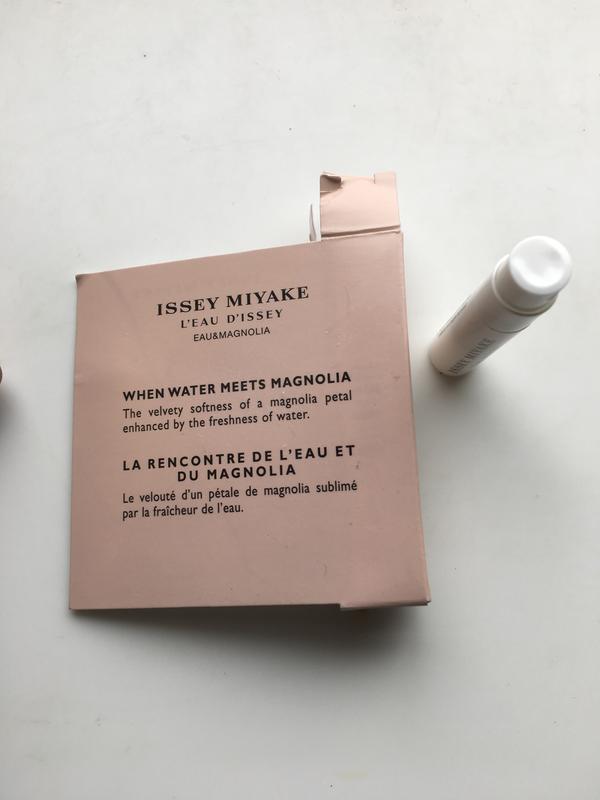 ISSEY MIYAKE
L'EAU D'ISSEY
EAU&MAGNOLIA
WHEN WATER MEETS MAGNOLIA
The velvety softness of a magnolia petal
enhanced by the freshness of water.
LA RENCONTRE DE L'EAU ET
DU MAGNOLIA
Le velouté d'un pétale de magnolia sublimé
par la fraîcheur de l'eau.
ISSEY MIYAKE